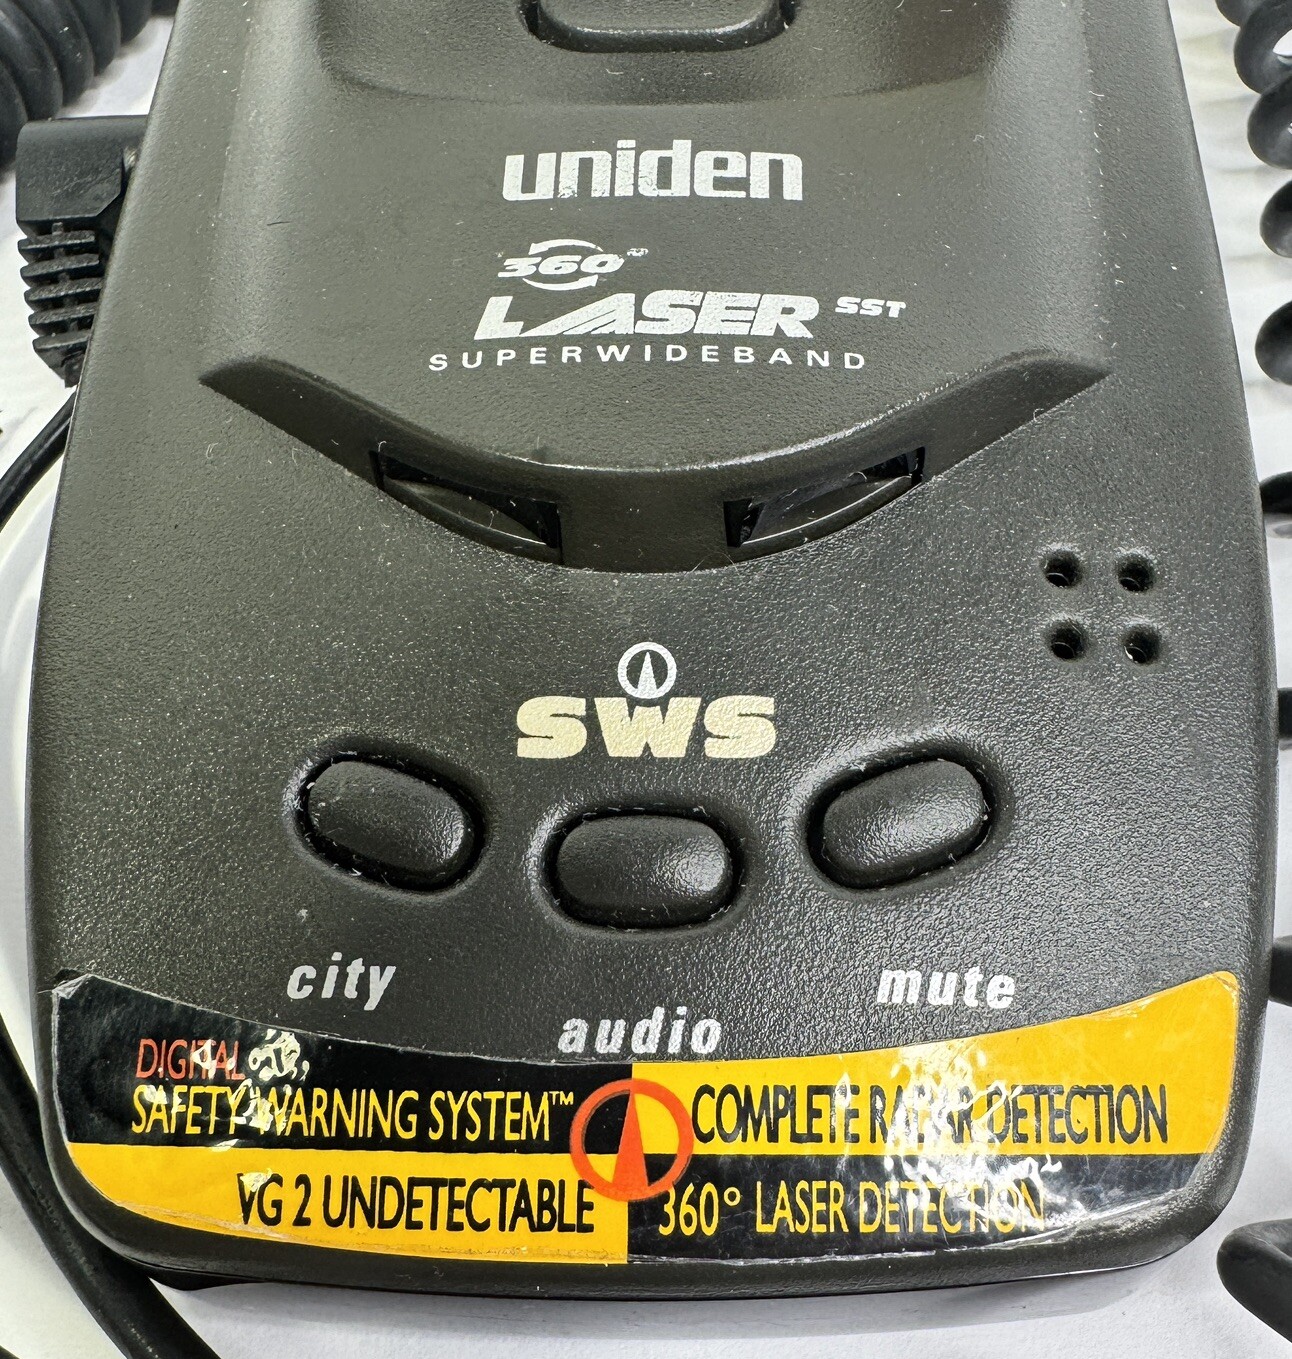 uniden
360°
LASER SST
SUPERWIDEBAND
SWS
city
audio
mute
DIGITAL
SAFETY WARNING SYSTEM™
COMPLETE RADAR DETECTION
VG 2 UNDETECTABLE
360° LASER DETECTION